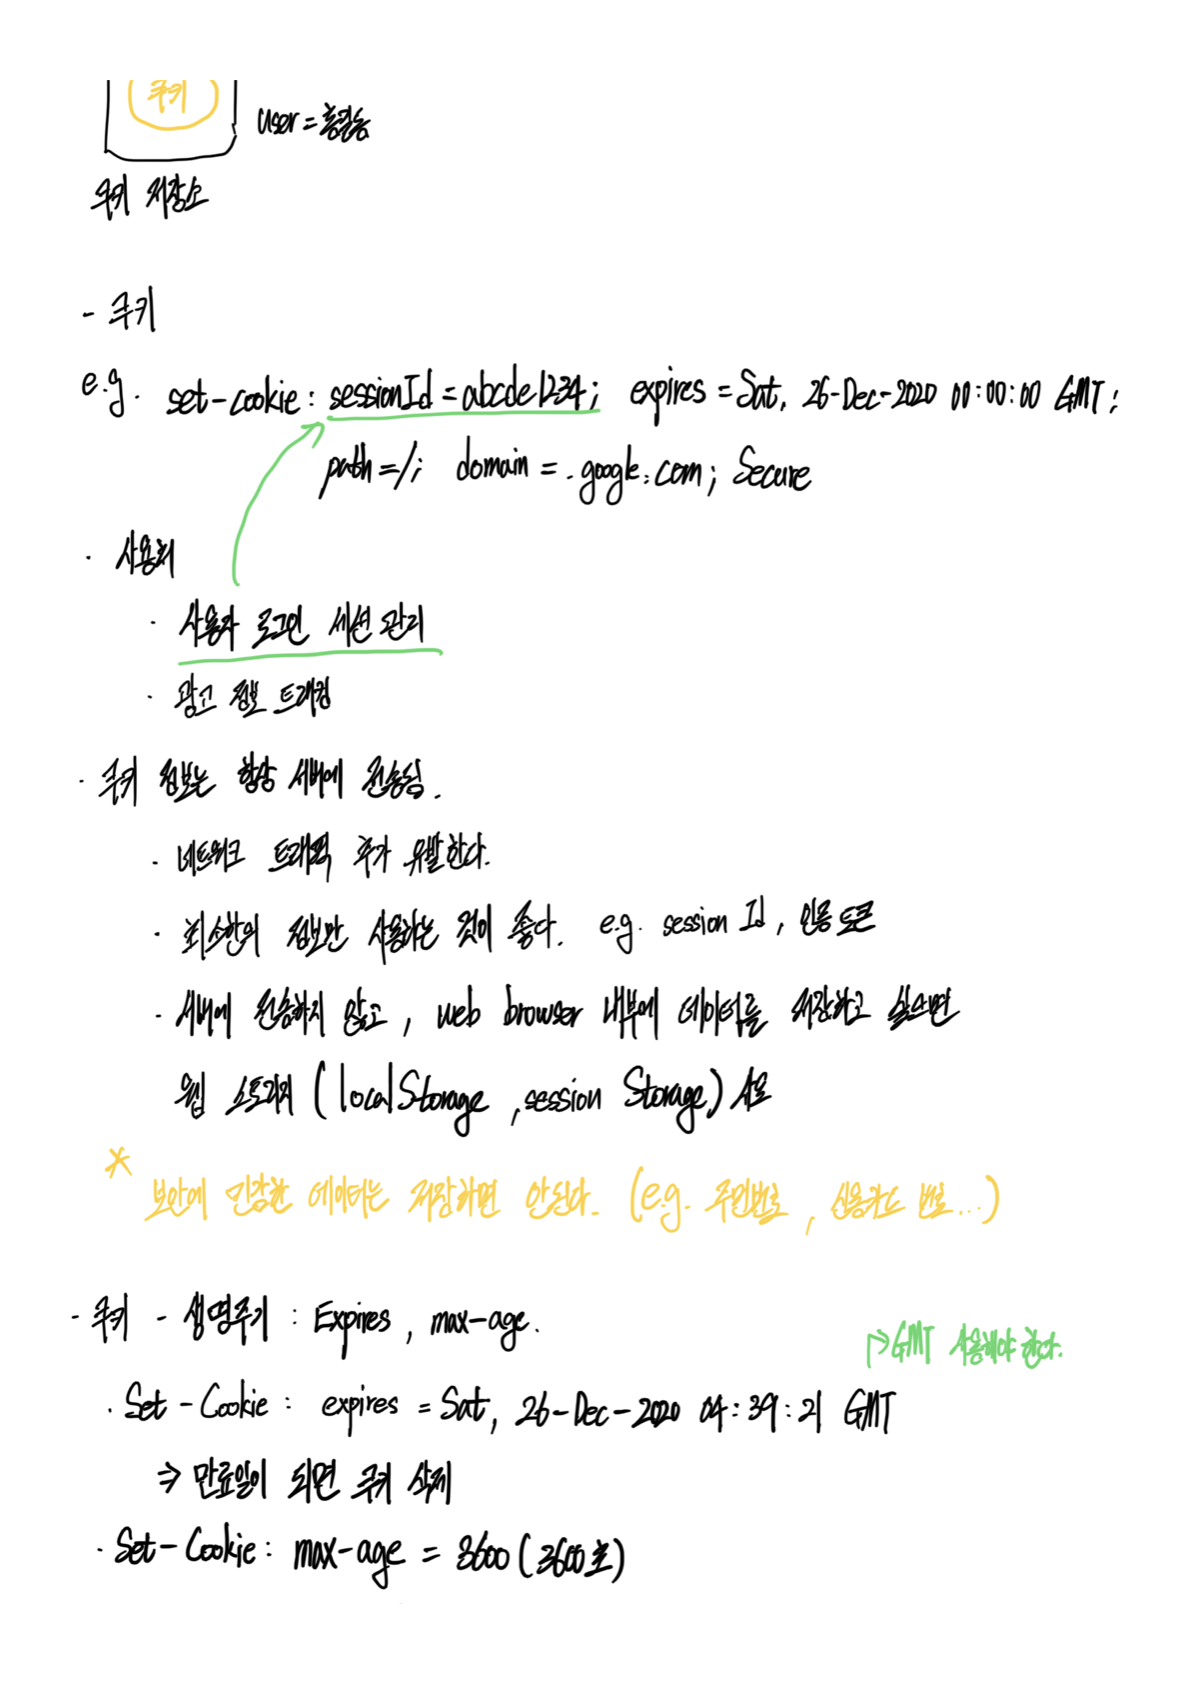 쿠키
user = 홍길동
쿠키 저장소
- 쿠키
e.g. set-cookie: sessionId = abcde1234; expires = Sat, 26-Dec-2020 00:00:00 GMT;
path=/; domain = .google.com; Secure
· 사용처
· 사용자 로그인 세션 관리
· 광고 정보 트래킹
· 쿠키 정보는 항상 서버에 전송됨.
· 네트워크 트래픽 추가 유발한다.
· 최소한의 정보만 사용하는 것이 좋다. e.g. session Id, 인증 토큰
· 서버에 전송하지 않고, web browser 내부에 데이터를 저장하고 싶으면
웹 스토리지 (localStorage, session Storage) 사용
* 보안에 민감한 데이터는 저장하면 안된다. (e.g. 주민번호, 신용카드 번호...)
- 쿠키 - 생명주기 : Expires, max-age.
↱ GMT 사용해야 한다.
· Set-Cookie: expires = Sat, 26-Dec-2020 04:39:21 GMT
⇒ 만료일이 되면 쿠키 삭제
· Set-Cookie: max-age = 3600 (3600초)